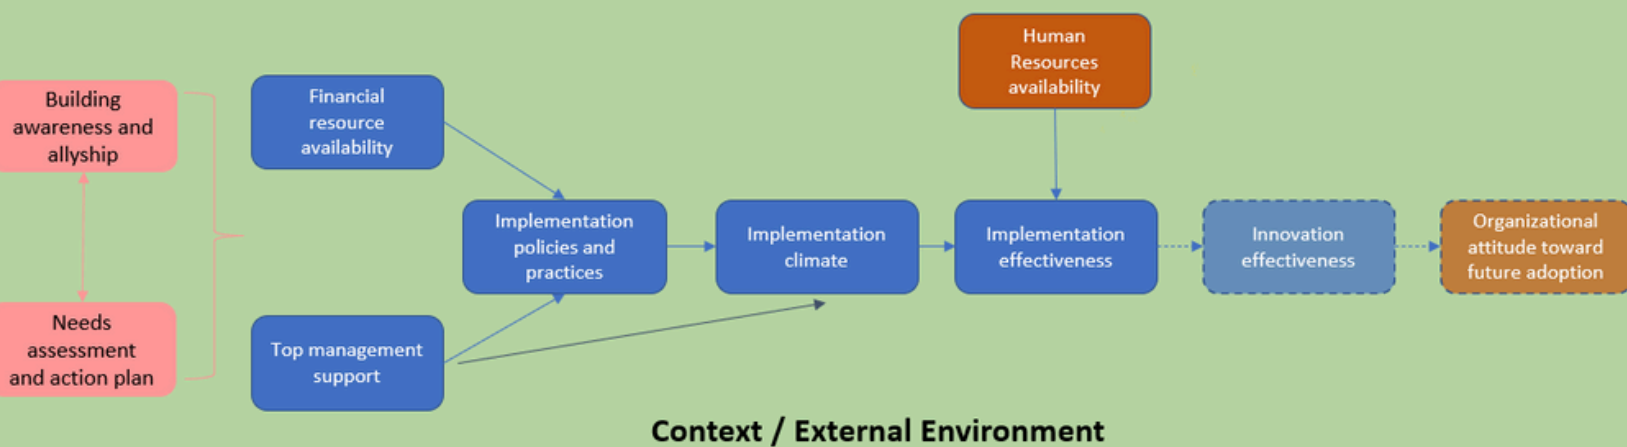 Building
awareness and
allyship
Needs
assessment
and action plan
Financial
resource
availability
Top management
support
Implementation
policies and
practices
Implementation
climate
Human
Resources
availability
Implementation
effectiveness
Innovation
effectiveness
Organizational
attitude toward
future adoption
Context / External Environment